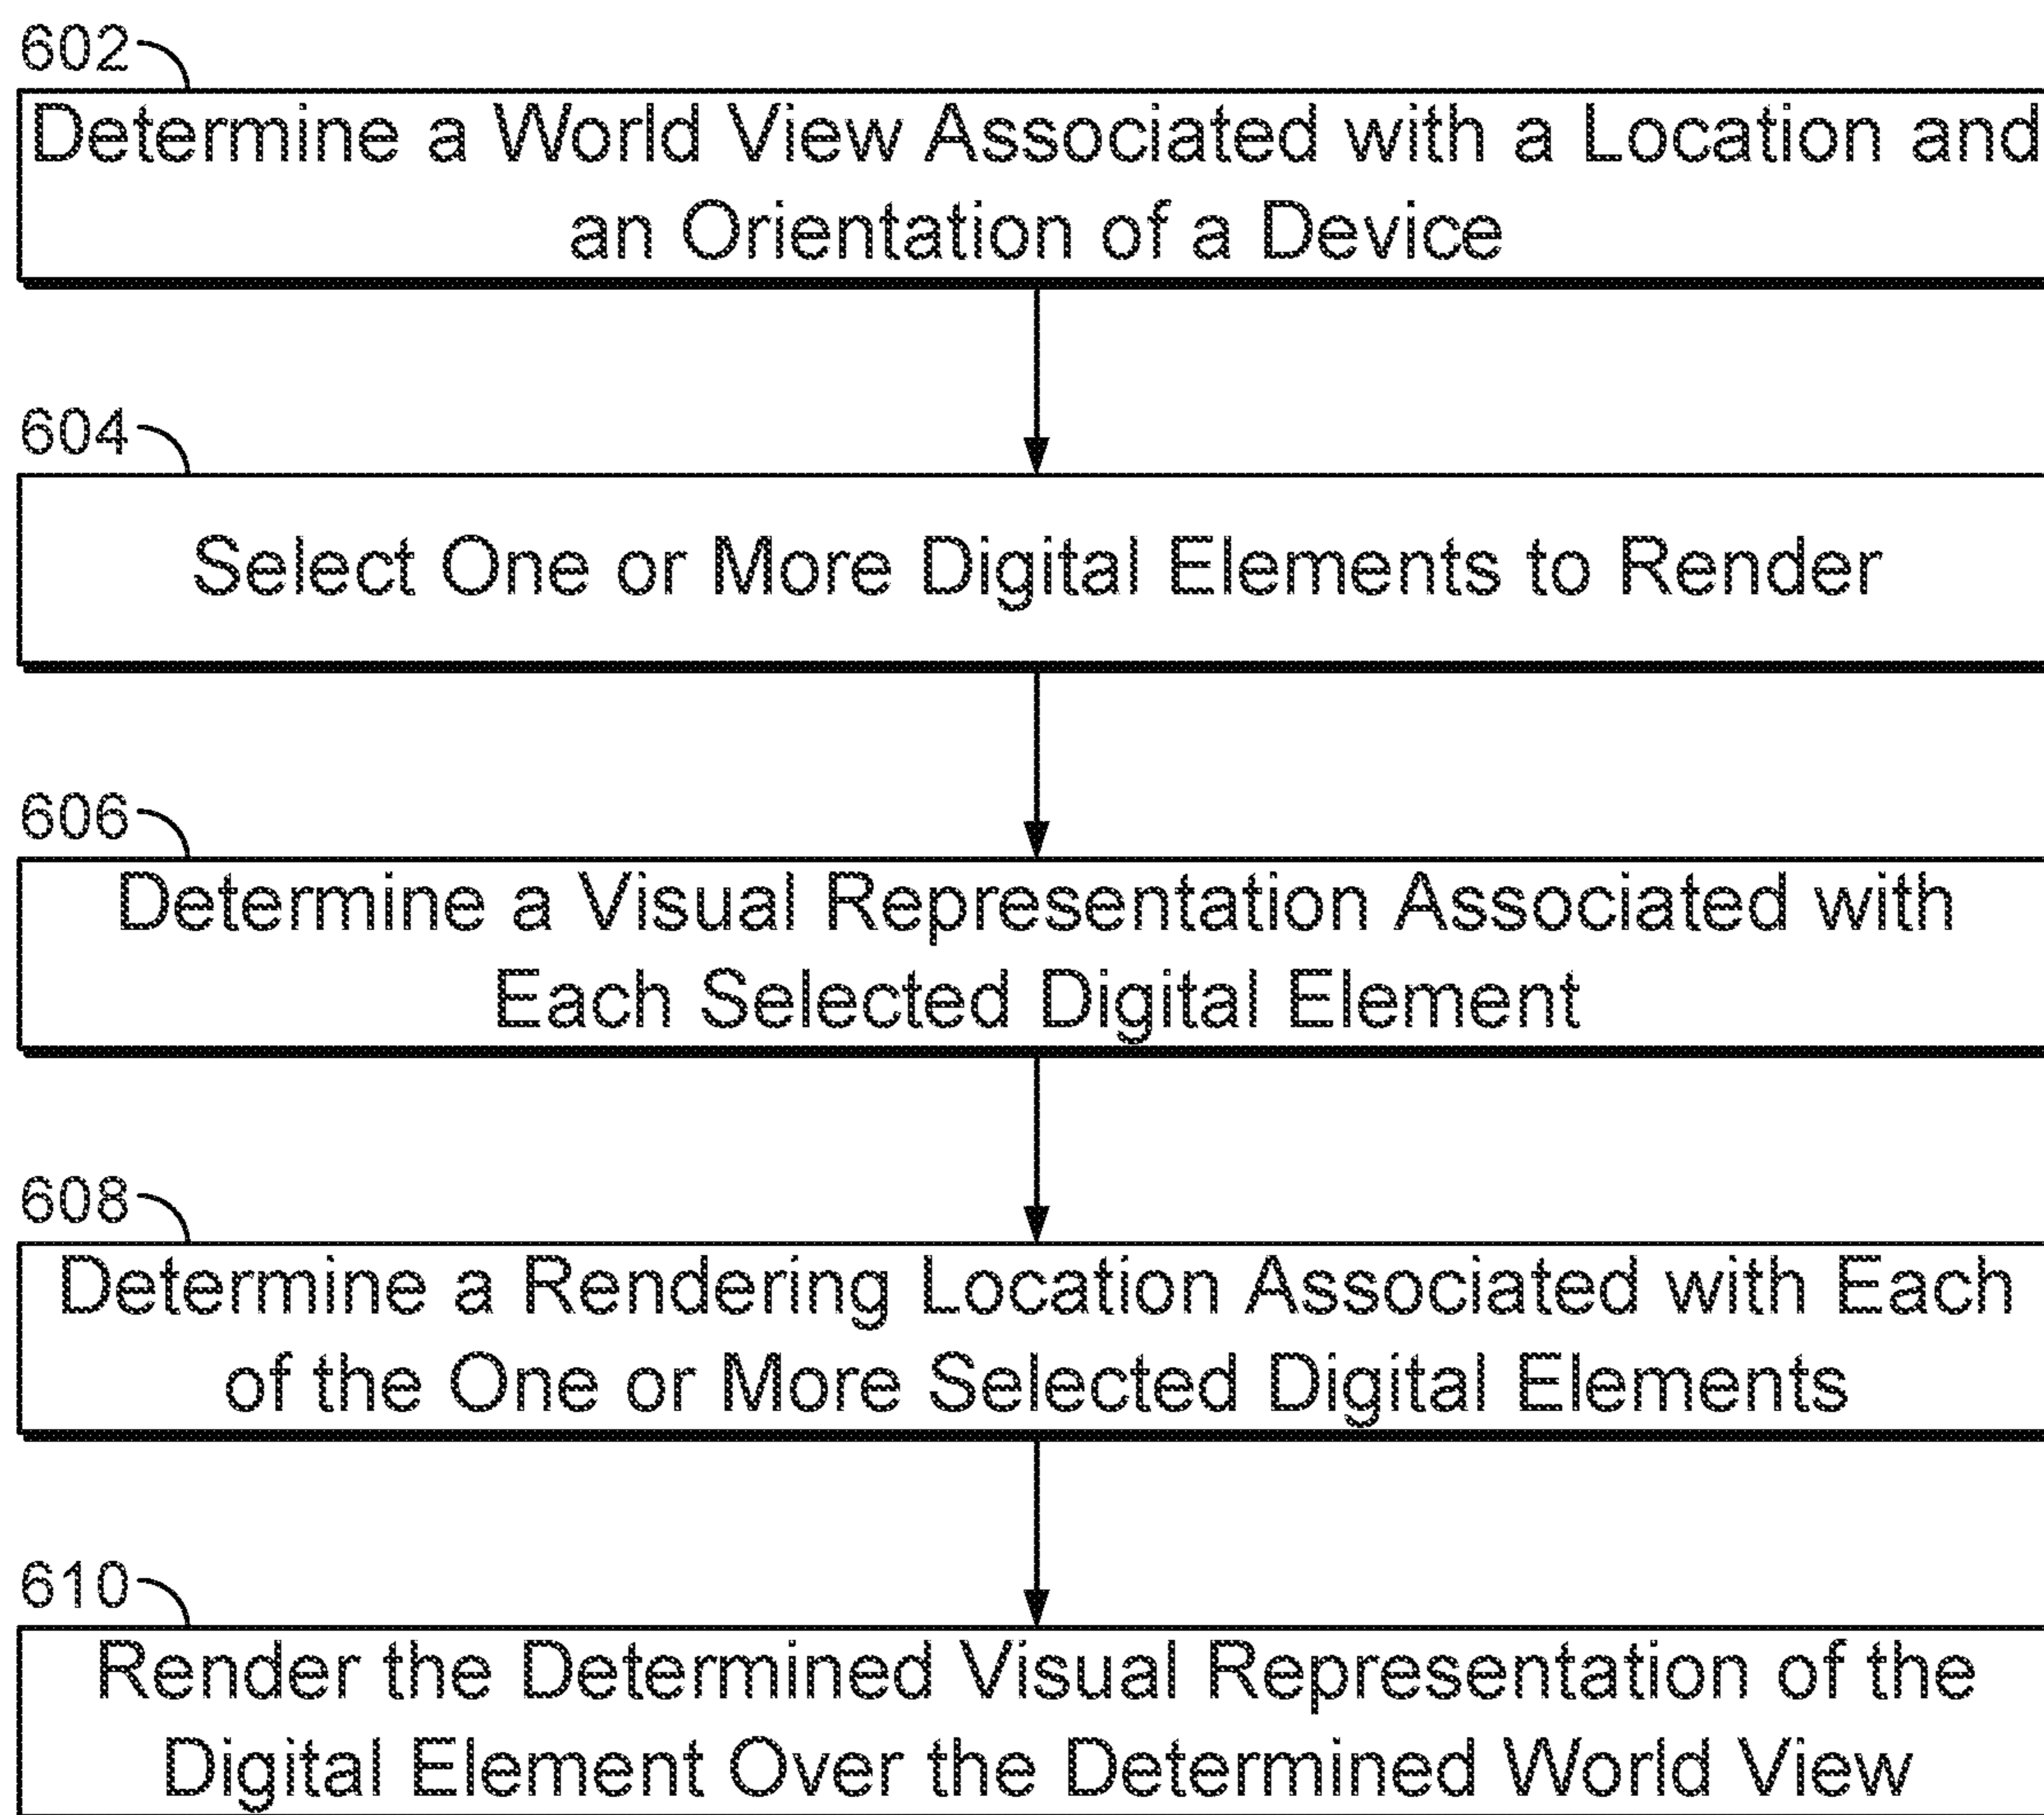 602
Determine a World View Associated with a Location and
an Orientation of a Device
604
Select One or More Digital Elements to Render
606
Determine a Visual Representation Associated with
Each Selected Digital Element
608
Determine a Rendering Location Associated with Each
of the One or More Selected Digital Elements
610
Render the Determined Visual Representation of the
Digital Element Over the Determined World View